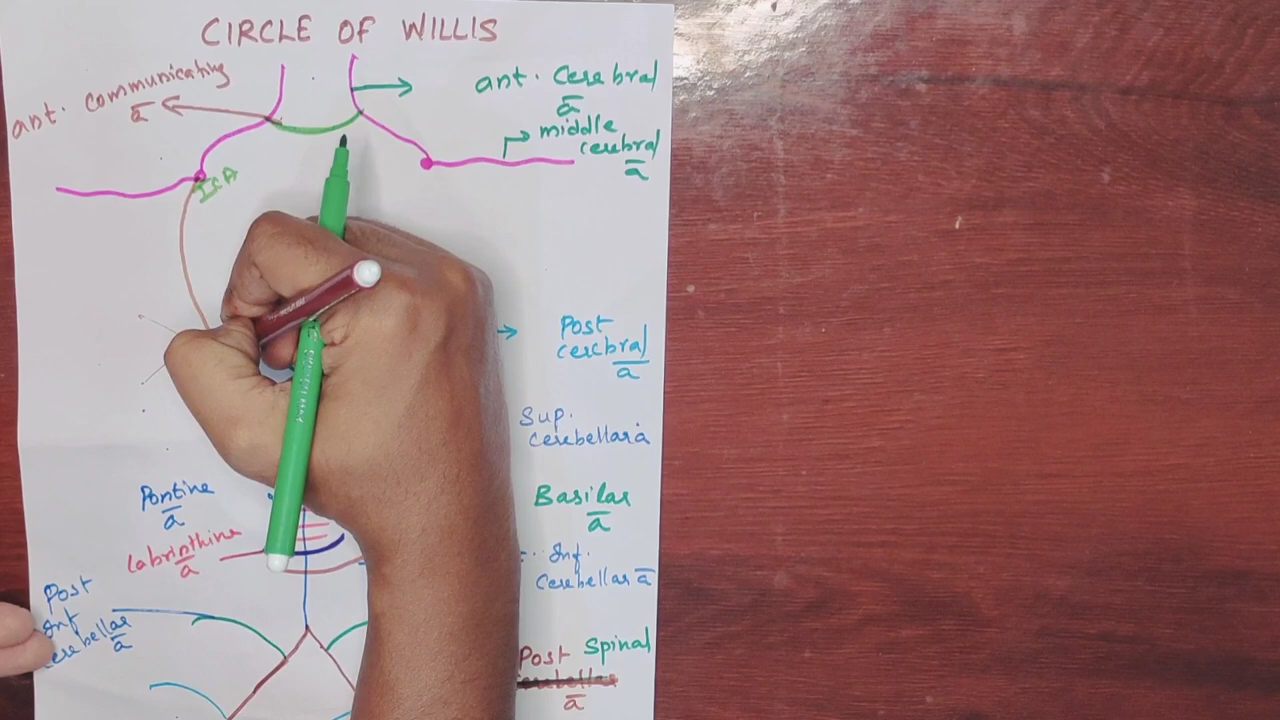 CIRCLE OF WILLIS
ant. communicating
a
ant. cerebral
a
middle
cerebral
a
ICA
Post
cerebral
a
Sup.
cerebellar a
Pontine
a
Basilar
a
Labrinthine
a
Inf.
cerebellar a
Post
Inf
cerebellar
a
Post Spinal
a